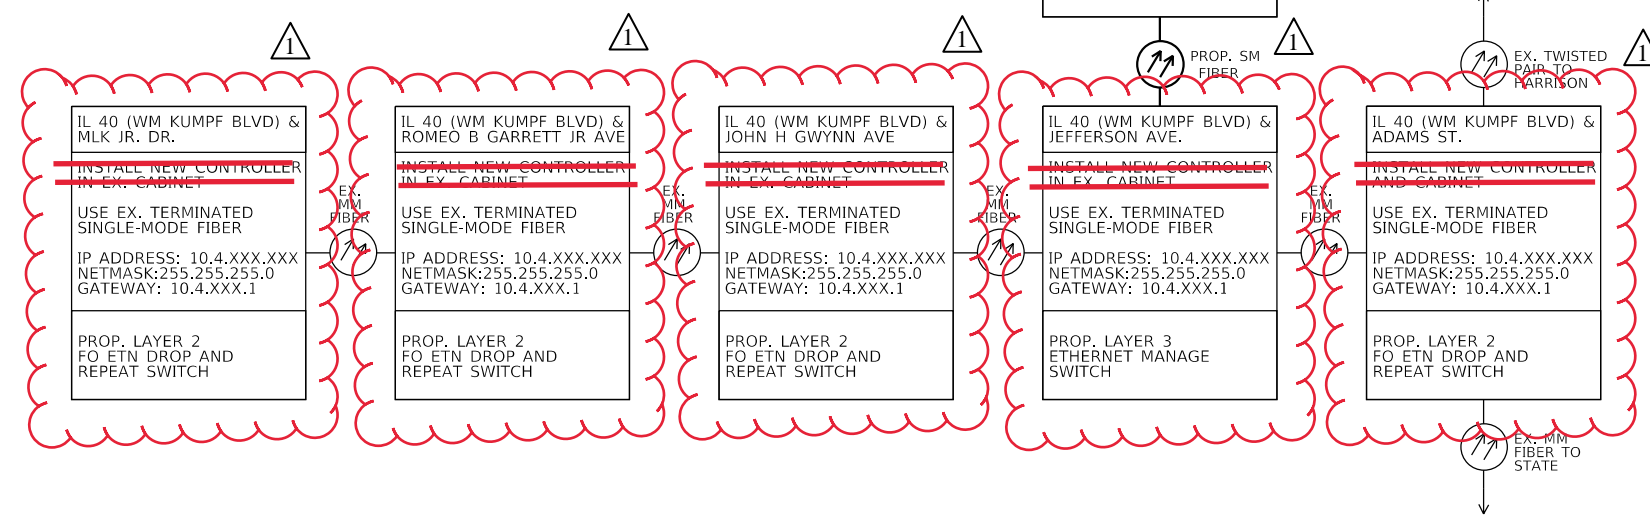 1
1
1
1
1
PROP. SM
FIBER
EX. TWISTED
PAIR TO
HARRISON
IL 40 (WM KUMPF BLVD) &
MLK JR. DR.
INSTALL NEW CONTROLLER
IN EX. CABINET
USE EX. TERMINATED
SINGLE-MODE FIBER
IP ADDRESS: 10.4.XXX.XXX
NETMASK:255.255.255.0
GATEWAY: 10.4.XXX.1
PROP. LAYER 2
FO ETN DROP AND
REPEAT SWITCH
EX.
MM
FIBER
IL 40 (WM KUMPF BLVD) &
ROMEO B GARRETT JR AVE
INSTALL NEW CONTROLLER
IN EX. CABINET
USE EX. TERMINATED
SINGLE-MODE FIBER
IP ADDRESS: 10.4.XXX.XXX
NETMASK:255.255.255.0
GATEWAY: 10.4.XXX.1
PROP. LAYER 2
FO ETN DROP AND
REPEAT SWITCH
EX.
MM
FIBER
IL 40 (WM KUMPF BLVD) &
JOHN H GWYNN AVE
INSTALL NEW CONTROLLER
IN EX. CABINET
USE EX. TERMINATED
SINGLE-MODE FIBER
IP ADDRESS: 10.4.XXX.XXX
NETMASK:255.255.255.0
GATEWAY: 10.4.XXX.1
PROP. LAYER 2
FO ETN DROP AND
REPEAT SWITCH
EX.
MM
FIBER
IL 40 (WM KUMPF BLVD) &
JEFFERSON AVE.
INSTALL NEW CONTROLLER
IN EX. CABINET
USE EX. TERMINATED
SINGLE-MODE FIBER
IP ADDRESS: 10.4.XXX.XXX
NETMASK:255.255.255.0
GATEWAY: 10.4.XXX.1
PROP. LAYER 3
ETHERNET MANAGE
SWITCH
EX.
MM
FIBER
IL 40 (WM KUMPF BLVD) &
ADAMS ST.
INSTALL NEW CONTROLLER
AND CABINET
USE EX. TERMINATED
SINGLE-MODE FIBER
IP ADDRESS: 10.4.XXX.XXX
NETMASK:255.255.255.0
GATEWAY: 10.4.XXX.1
PROP. LAYER 2
FO ETN DROP AND
REPEAT SWITCH
EX. MM
FIBER TO
STATE